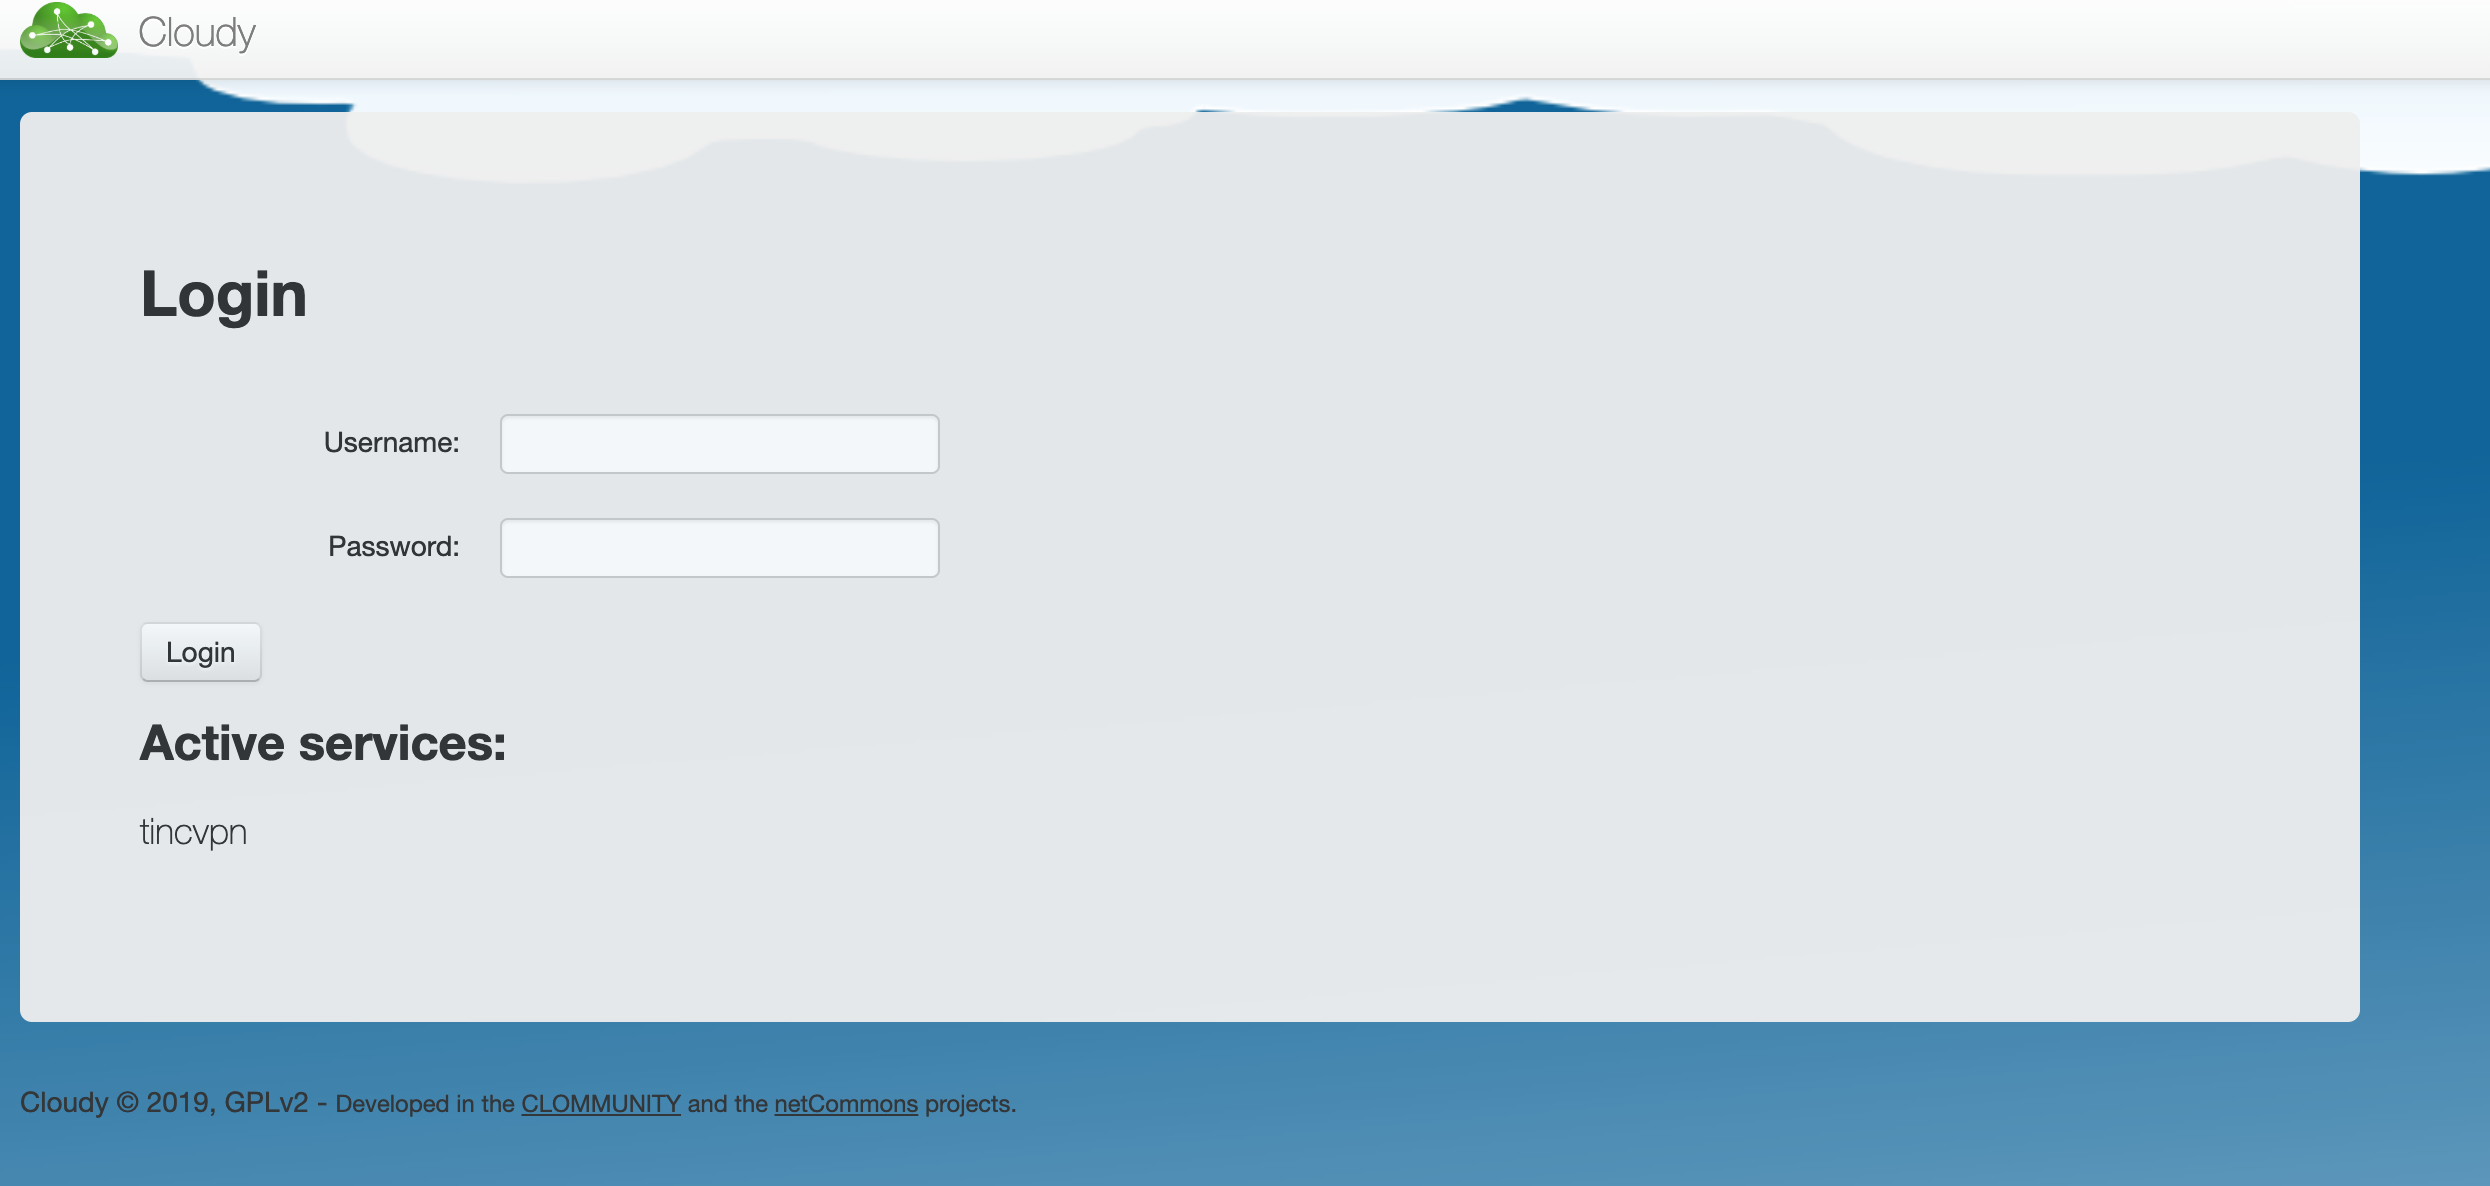 Cloudy
Login
Username:
Password:
Login
Active services:
tincvpn
Cloudy © 2019, GPLv2 - Developed in the CLOMMUNITY and the netCommons projects.